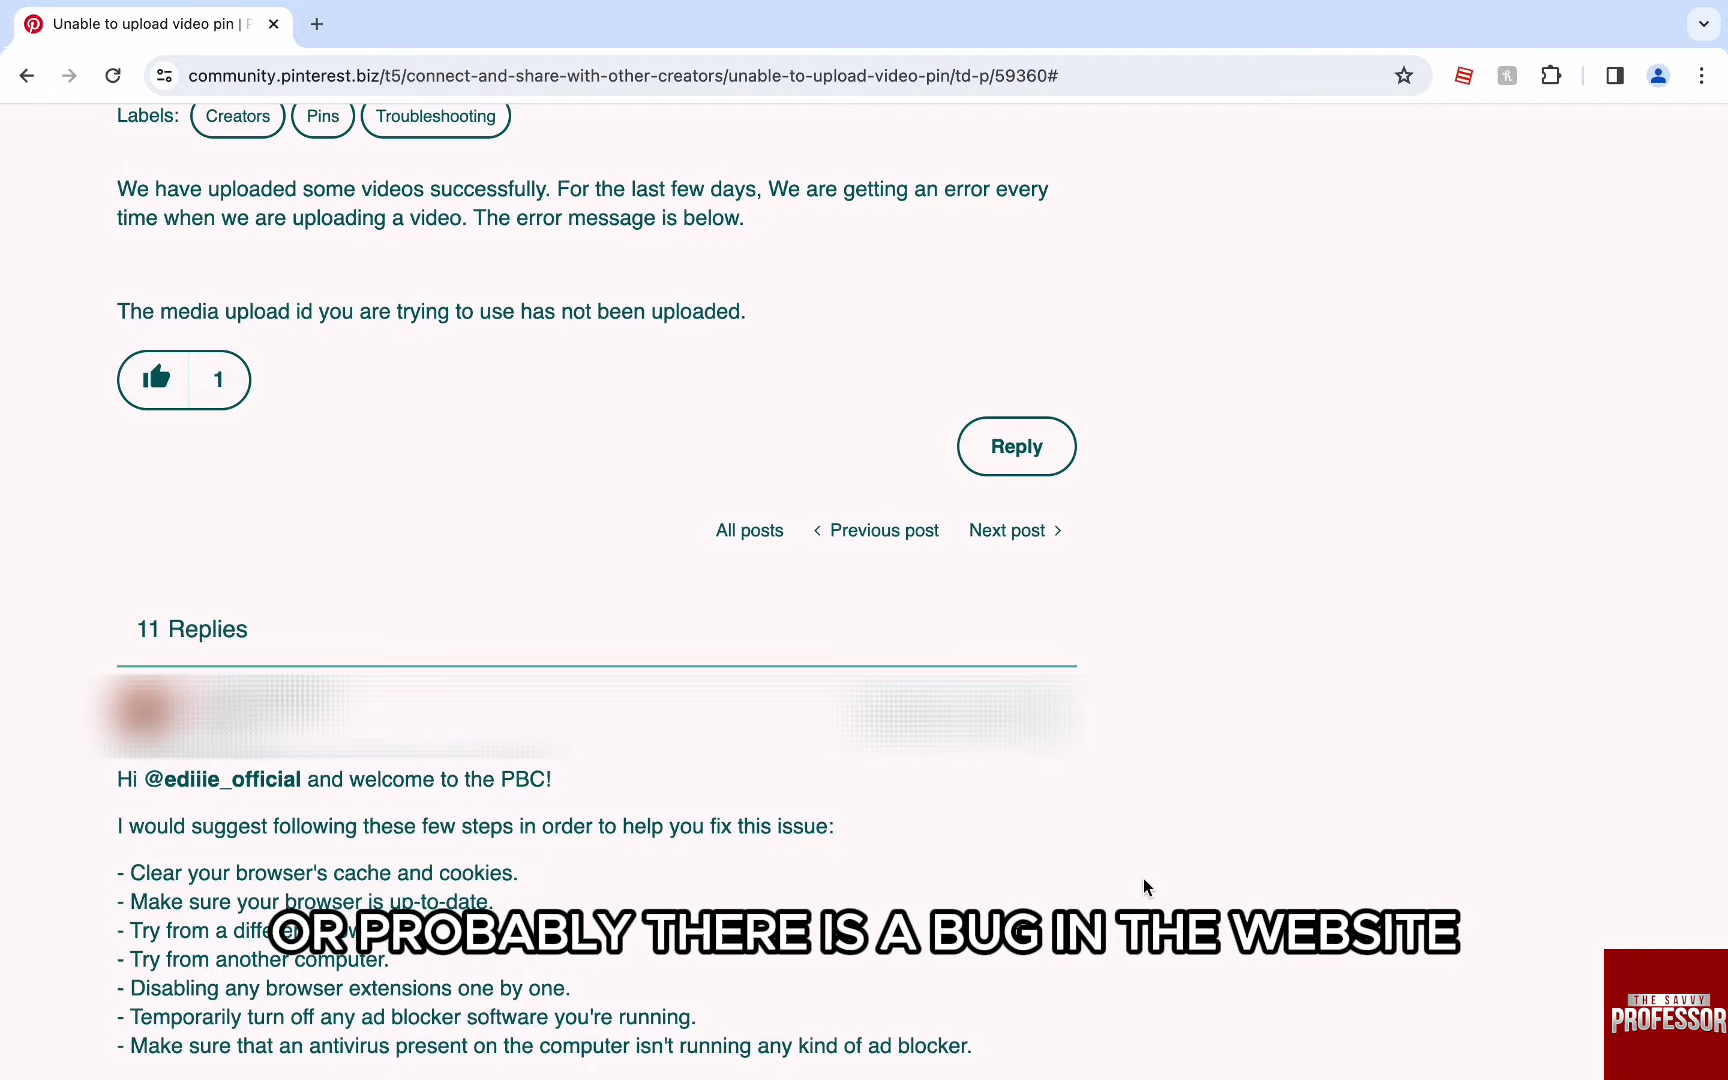 Unable to upload video pin |
community.pinterest.biz/t5/connect-and-share-with-other-creators/unable-to-upload-video-pin/td-p/59360#
Labels: Creators Pins Troubleshooting
We have uploaded some videos successfully. For the last few days, We are getting an error every
time when we are uploading a video. The error message is below.
The media upload id you are trying to use has not been uploaded.
1
Reply
All posts < Previous post Next post >
11 Replies
Hi @ediiie_official and welcome to the PBC!
I would suggest following these few steps in order to help you fix this issue:
- Clear your browser's cache and cookies.
- Make sure your browser is up-to-date.
- Try from a
OR PROBABLY THERE IS A BUG IN THE WEBSITE
- Try from another computer.
- Disabling any browser extensions one by one.
- Temporarily turn off any ad blocker software you're running.
- Make sure that an antivirus present on the computer isn't running any kind of ad blocker.
THE SAVVY
PROFESSOR